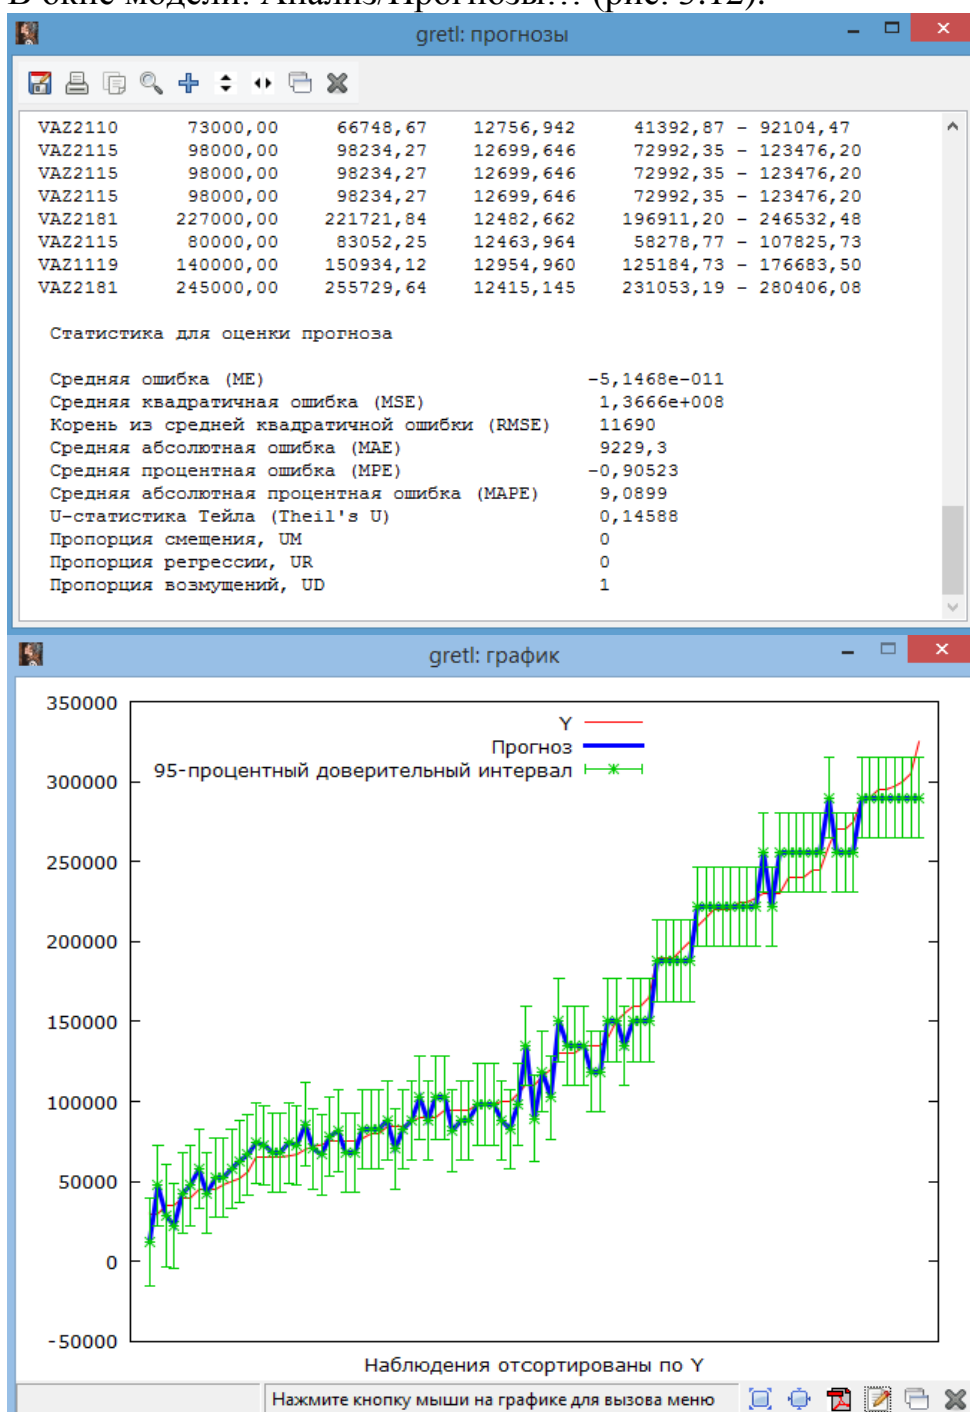 В окне модели: Анализ/Прогнозы… (рис. 3.12).
gretl: прогнозы
VAZ2110 73000,00 66748,67 12756,942 41392,87 - 92104,47
VAZ2115 98000,00 98234,27 12699,646 72992,35 - 123476,20
VAZ2115 98000,00 98234,27 12699,646 72992,35 - 123476,20
VAZ2115 98000,00 98234,27 12699,646 72992,35 - 123476,20
VAZ2181 227000,00 221721,84 12482,662 196911,20 - 246532,48
VAZ2115 80000,00 83052,25 12463,964 58278,77 - 107825,73
VAZ1119 140000,00 150934,12 12954,960 125184,73 - 176683,50
VAZ2181 245000,00 255729,64 12415,145 231053,19 - 280406,08
Статистика для оценки прогноза
Средняя ошибка (ME) -5,1468e-011
Средняя квадратичная ошибка (MSE) 1,3666e+008
Корень из средней квадратичной ошибки (RMSE) 11690
Средняя абсолютная ошибка (MAE) 9229,3
Средняя процентная ошибка (MPE) -0,90523
Средняя абсолютная процентная ошибка (MAPE) 9,0899
U-статистика Тейла (Theil's U) 0,14588
Пропорция смещения, UM 0
Пропорция регрессии, UR 0
Пропорция возмущений, UD 1
gretl: график
350000
300000
250000
200000
150000
100000
50000
0
-50000
Y
Прогноз
95-процентный доверительный интервал
Наблюдения отсортированы по Y
Нажмите кнопку мыши на графике для вызова меню